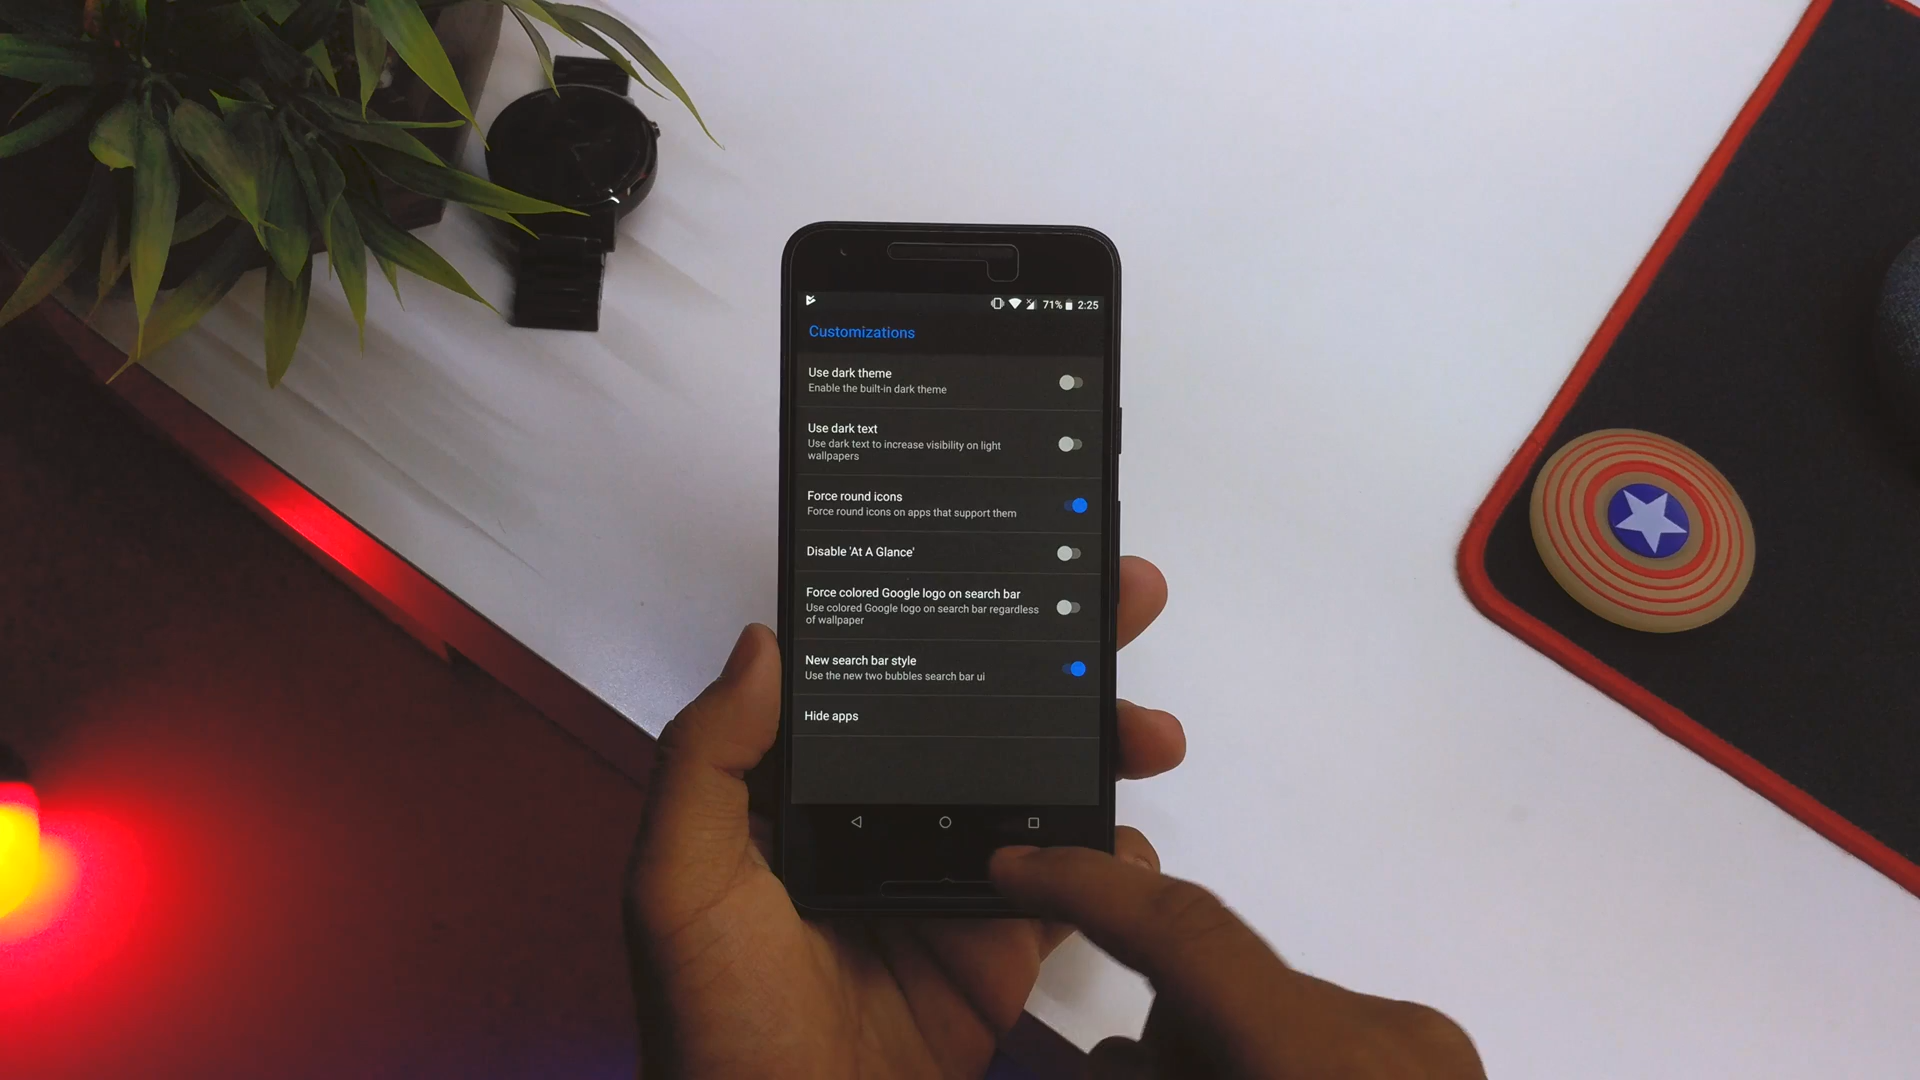 71% 2:25
Customizations
Use dark theme
Enable the built-in dark theme
Use dark text
Use dark text to increase visibility on light
wallpapers
Force round icons
Force round icons on apps that support them
Disable 'At A Glance'
Force colored Google logo on search bar
Use colored Google logo on search bar regardless
of wallpaper
New search bar style
Use the new two bubbles search bar ui
Hide apps